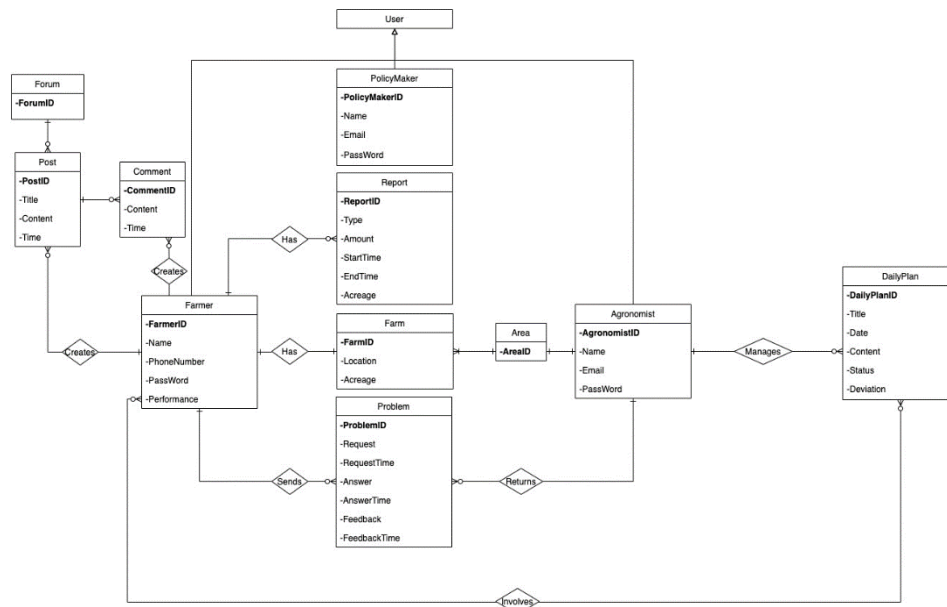 User
PolicyMaker
-PolicyMakerID
-Name
-Email
-PassWord
Forum
-ForumID
Post
-PostID
-Title
-Content
-Time
Comment
-CommentID
-Content
-Time
Report
-ReportID
-Type
-Amount
-StartTime
-EndTime
-Acreage
Has
Creates
Farmer
-FarmerID
-Name
-PhoneNumber
-PassWord
-Performance
Creates
Has
Farm
-FarmID
-Location
-Acreage
Area
-AreaID
Agronomist
-AgronomistID
-Name
-Email
-PassWord
Manages
DailyPlan
-DailyPlanID
-Title
-Date
-Content
-Status
-Deviation
Problem
-ProblemID
-Request
-RequestTime
-Answer
-AnswerTime
-Feedback
-FeedbackTime
Sends
Returns
Involves